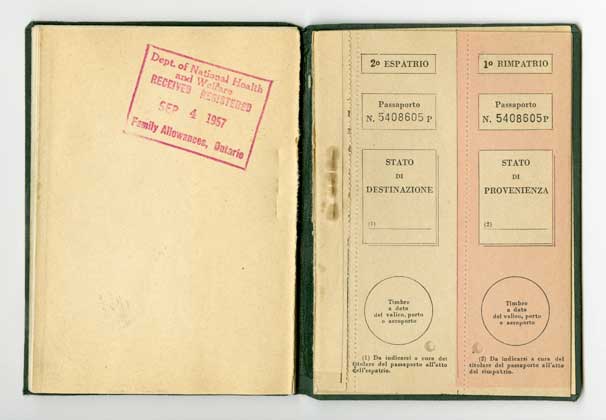 Dept. of National Health
and Welfare
RECEIVED REGISTERED
SEP 4 1957
Family Allowances, Ontario
2o ESPATRIO
Passaporto
N. 5408605 P
STATO
DI
DESTINAZIONE
(1)
Timbre
a data
del valico, porto
o aeroporto
(1) Da indicarsi a cura del
titolare del passaporto all'atto
dell'espatrio.
1o RIMPATRIO
Passaporto
N. 5408605 P
STATO
DI
PROVENIENZA
(2)
Timbre
a data
del valico, porto
o aeroporto
(2) Da indicarsi a cura del
titolare del passaporto all'atto
del rimpatrio.